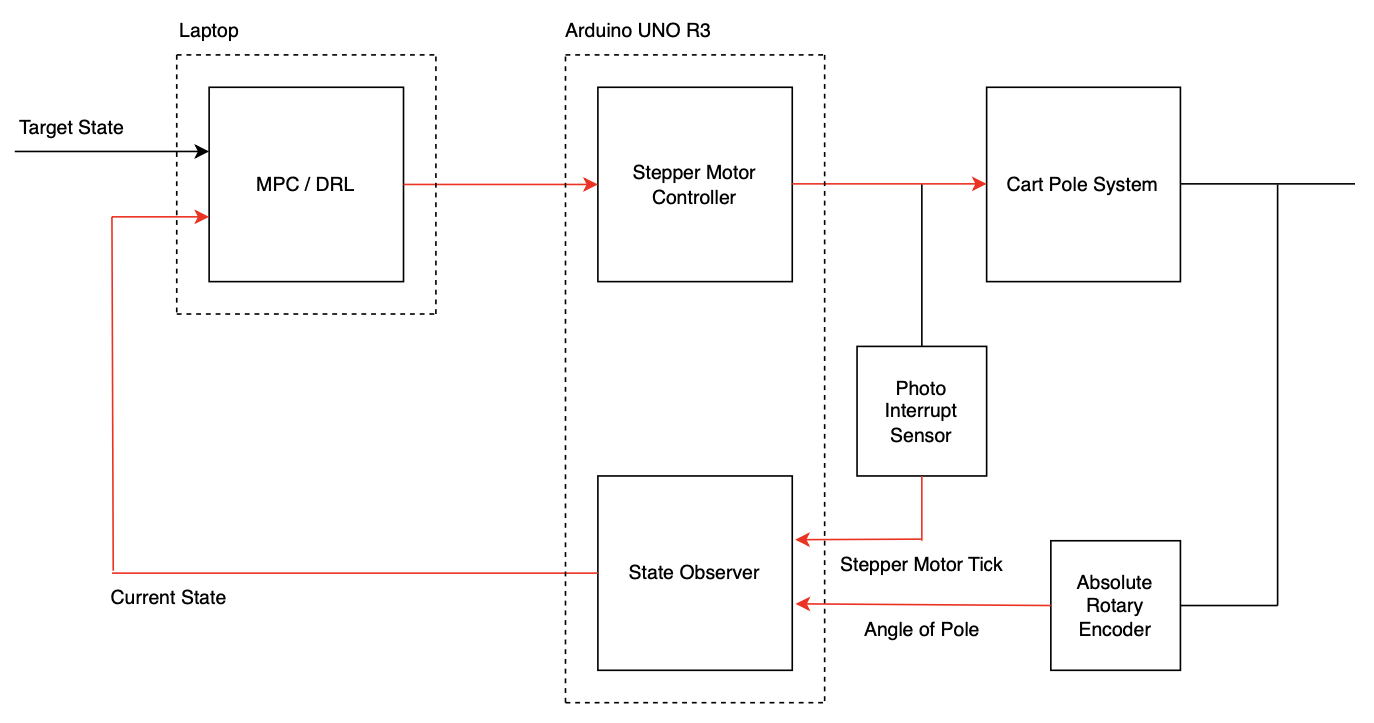 Laptop
Arduino UNO R3
Target State
MPC / DRL
Stepper Motor
Controller
Cart Pole System
Photo
Interrupt
Sensor
State Observer
Stepper Motor Tick
Absolute
Rotary
Encoder
Current State
Angle of Pole